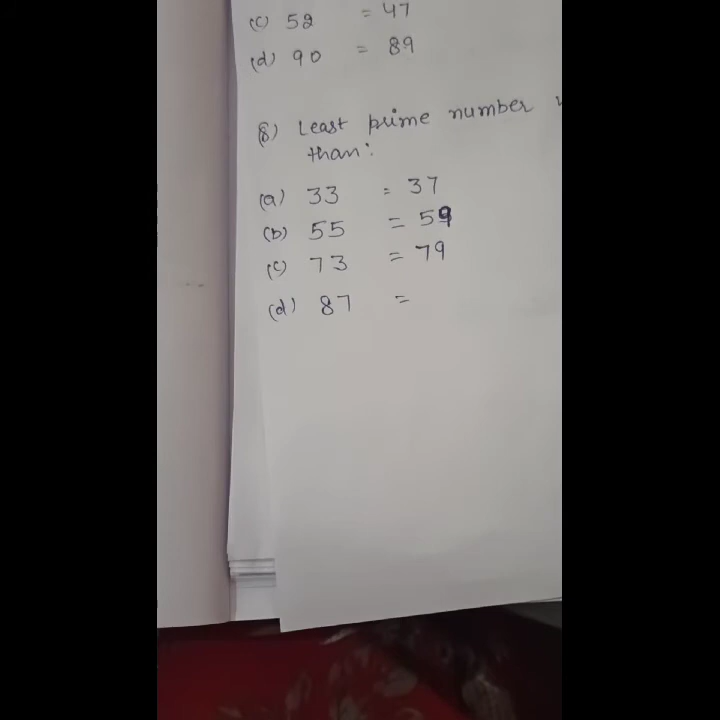 (c) 52 = 47
(d) 90 = 89
(8) Least prime number
than:
(a) 33 = 37
(b) 55 = 59
(c) 73 = 79
(d) 87 =